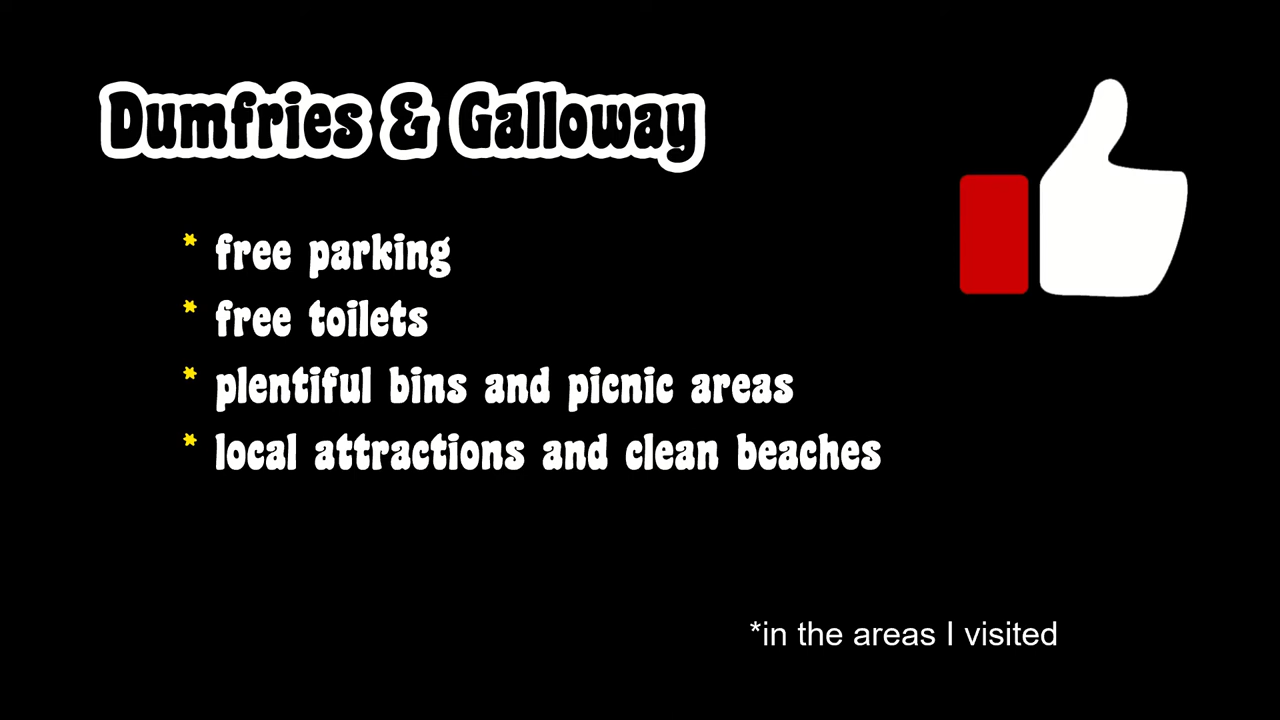 Dumfries & Galloway
* free parking
* free toilets
* plentiful bins and picnic areas
* local attractions and clean beaches
*in the areas I visited